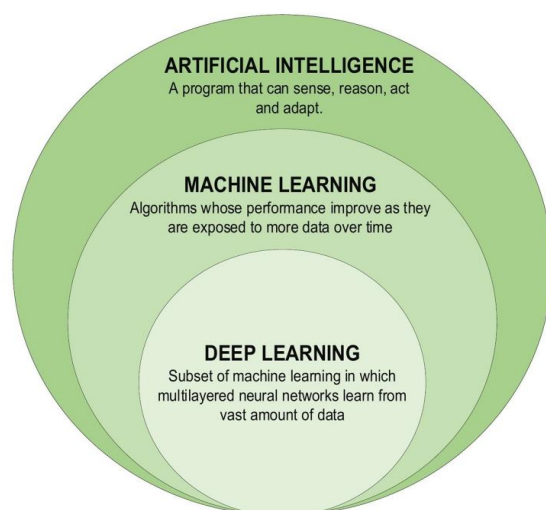 ARTIFICIAL INTELLIGENCE
A program that can sense, reason, act
and adapt.
MACHINE LEARNING
Algorithms whose performance improve as they
are exposed to more data over time
DEEP LEARNING
Subset of machine learning in which
multilayered neural networks learn from
vast amount of data